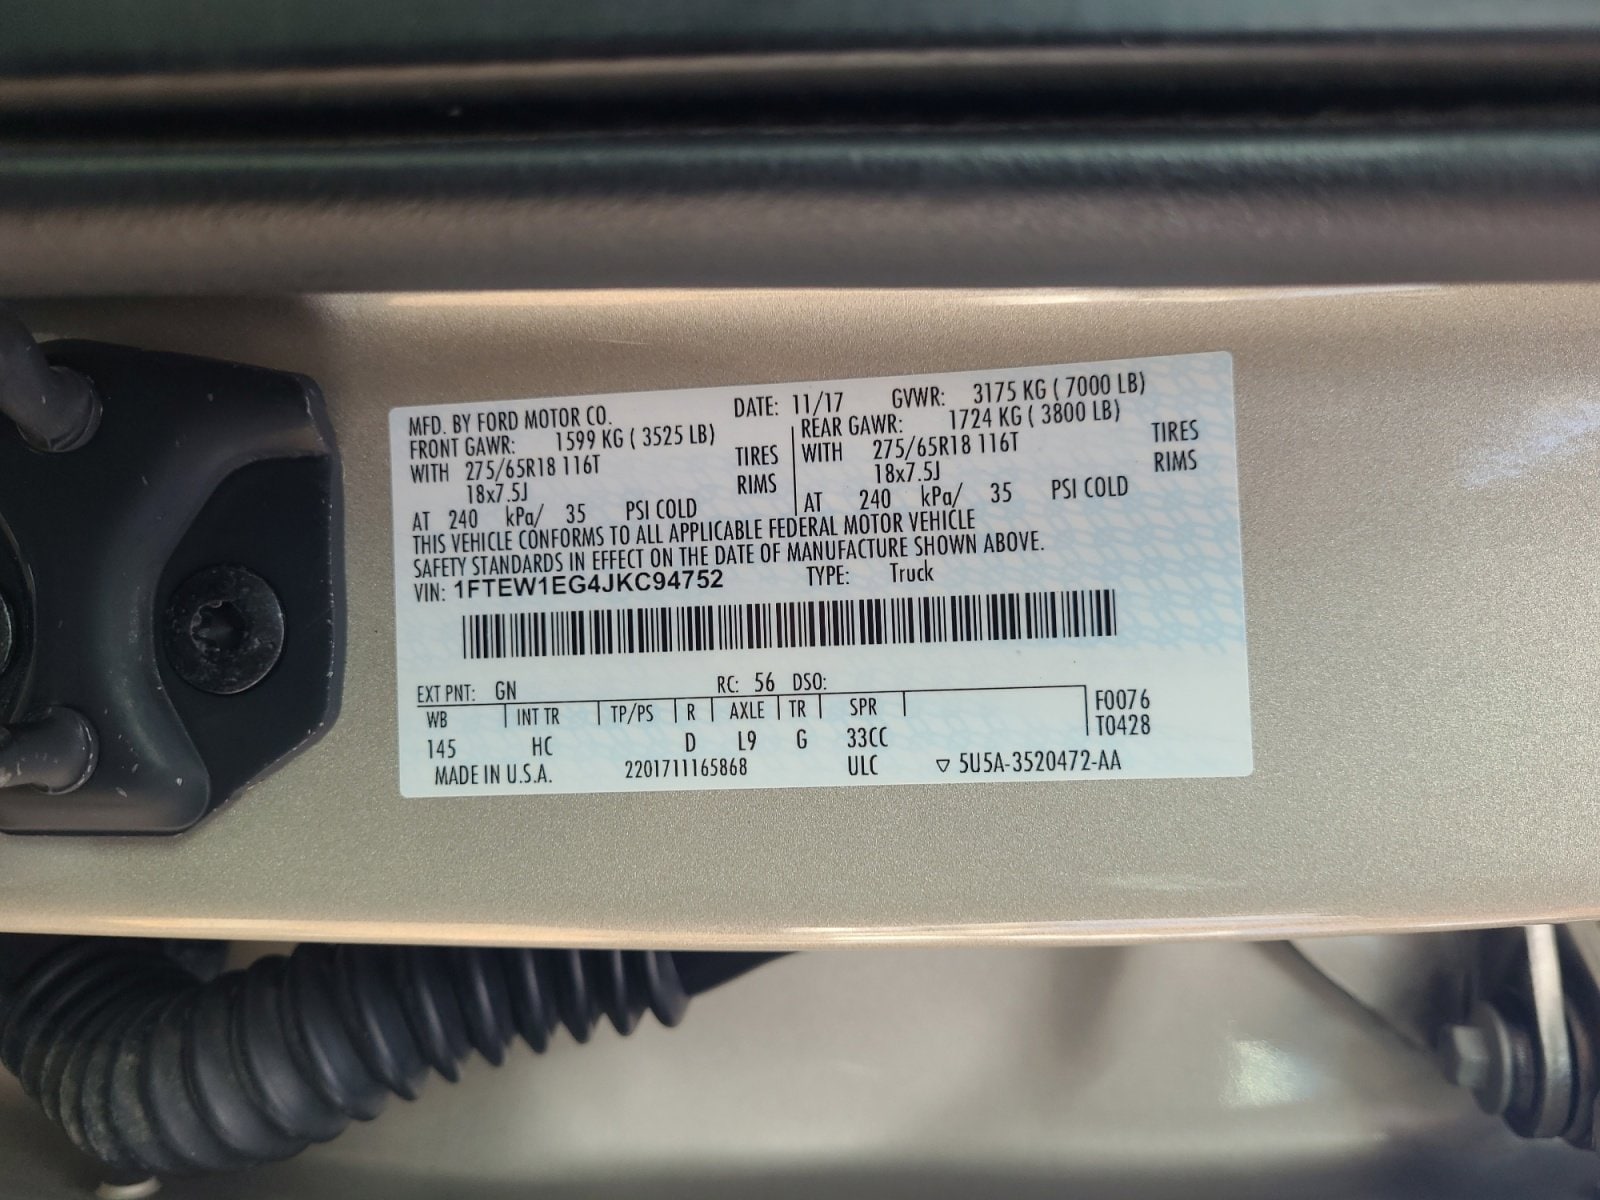 MFD. BY FORD MOTOR CO. DATE: 11/17 GVWR: 3175 KG ( 7000 LB)
FRONT GAWR: 1599 KG ( 3525 LB) REAR GAWR: 1724 KG ( 3800 LB)
WITH 275/65R18 116T TIRES WITH 275/65R18 116T TIRES
18x7.5J RIMS 18x7.5J RIMS
AT 240 kPa/ 35 PSI COLD AT 240 kPa/ 35 PSI COLD
THIS VEHICLE CONFORMS TO ALL APPLICABLE FEDERAL MOTOR VEHICLE
SAFETY STANDARDS IN EFFECT ON THE DATE OF MANUFACTURE SHOWN ABOVE.
VIN: 1FTEW1EG4JKC94752 TYPE: Truck
EXT PNT: GN RC: 56 DSO:
WB INT TR TP/PS R AXLE TR SPR F0076
T0428
145 HC D L9 G 33CC
MADE IN U.S.A. 2201711165868 ULC ▽ 5U5A-3520472-AA